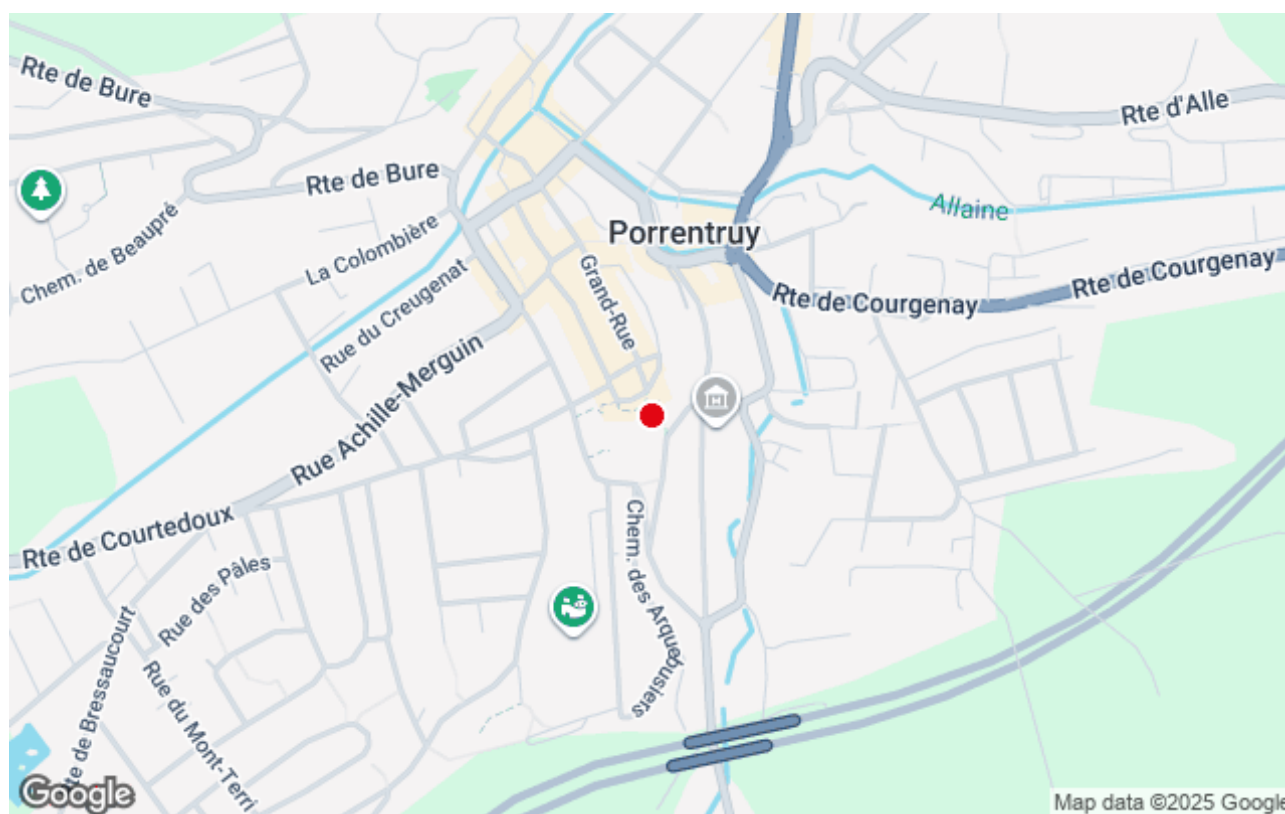 Rte de Bure
Rte d'Alle
Rte de Bure
Allaine
Chem. de Beaupré
La Colombière
Porrentruy
Rue du Creugenat
Grand-Rue
Rte de Courgenay
Rte de Courgenay
Rue Achille-Merguin
Rte de Courtedoux
Chem. des Arquebusiers
Rue des Pâles
Rte de Bressaucourt
Rue du Mont-Terri
Google
Map data ©2025 Google